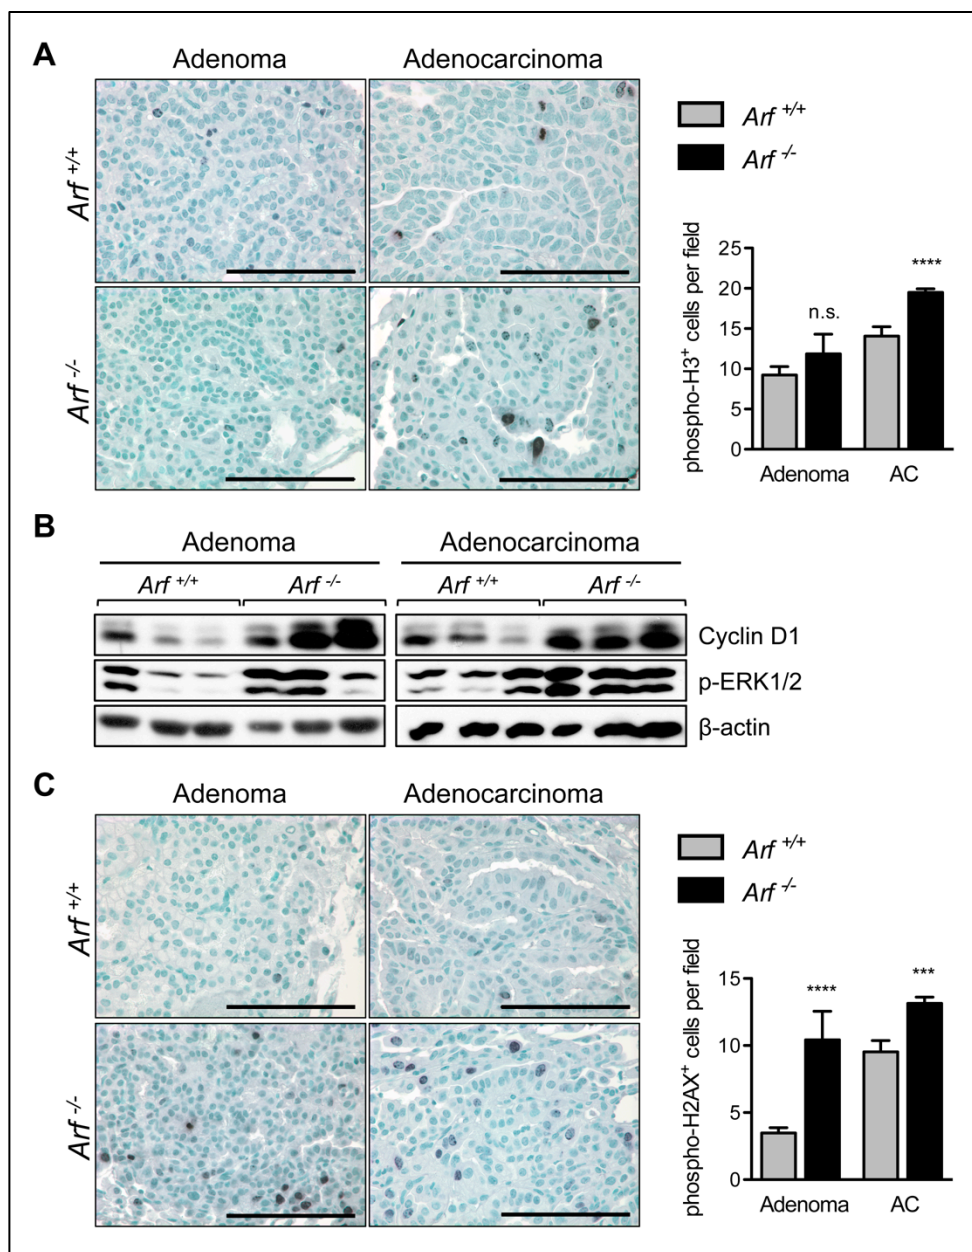 A
Adenoma
Adenocarcinoma
Arf +/+
Arf -/-
Arf +/+
Arf -/-
phospho-H3+ cells per field
25
20
15
10
5
0
n.s.
****
Adenoma
AC
B
Adenoma
Adenocarcinoma
Arf +/+
Arf -/-
Arf +/+
Arf -/-
Cyclin D1
p-ERK1/2
β-actin
C
Adenoma
Adenocarcinoma
Arf +/+
Arf -/-
Arf +/+
Arf -/-
phospho-H2AX+ cells per field
15
10
5
0
****
***
Adenoma
AC